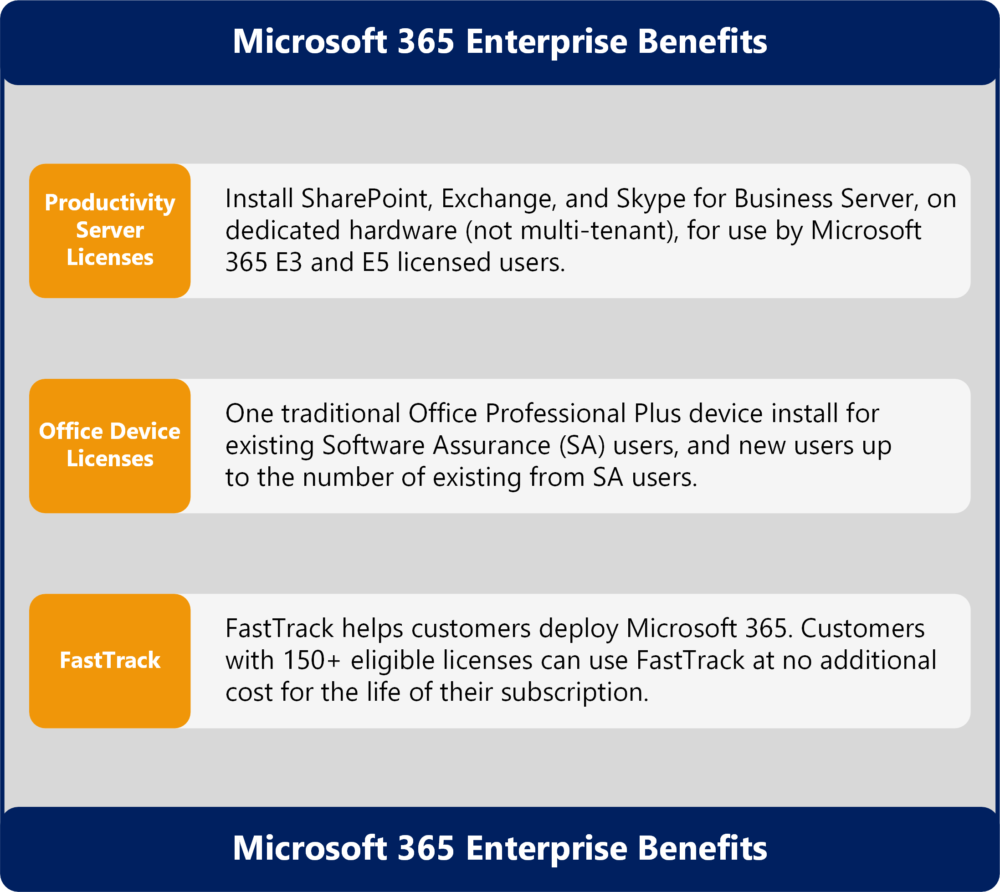 Microsoft 365 Enterprise Benefits
Productivity
Server
Licenses
Install SharePoint, Exchange, and Skype for Business Server, on
dedicated hardware (not multi-tenant), for use by Microsoft
365 E3 and E5 licensed users.
Office Device
Licenses
One traditional Office Professional Plus device install for
existing Software Assurance (SA) users, and new users up
to the number of existing from SA users.
FastTrack
FastTrack helps customers deploy Microsoft 365. Customers
with 150+ eligible licenses can use FastTrack at no additional
cost for the life of their subscription.
Microsoft 365 Enterprise Benefits